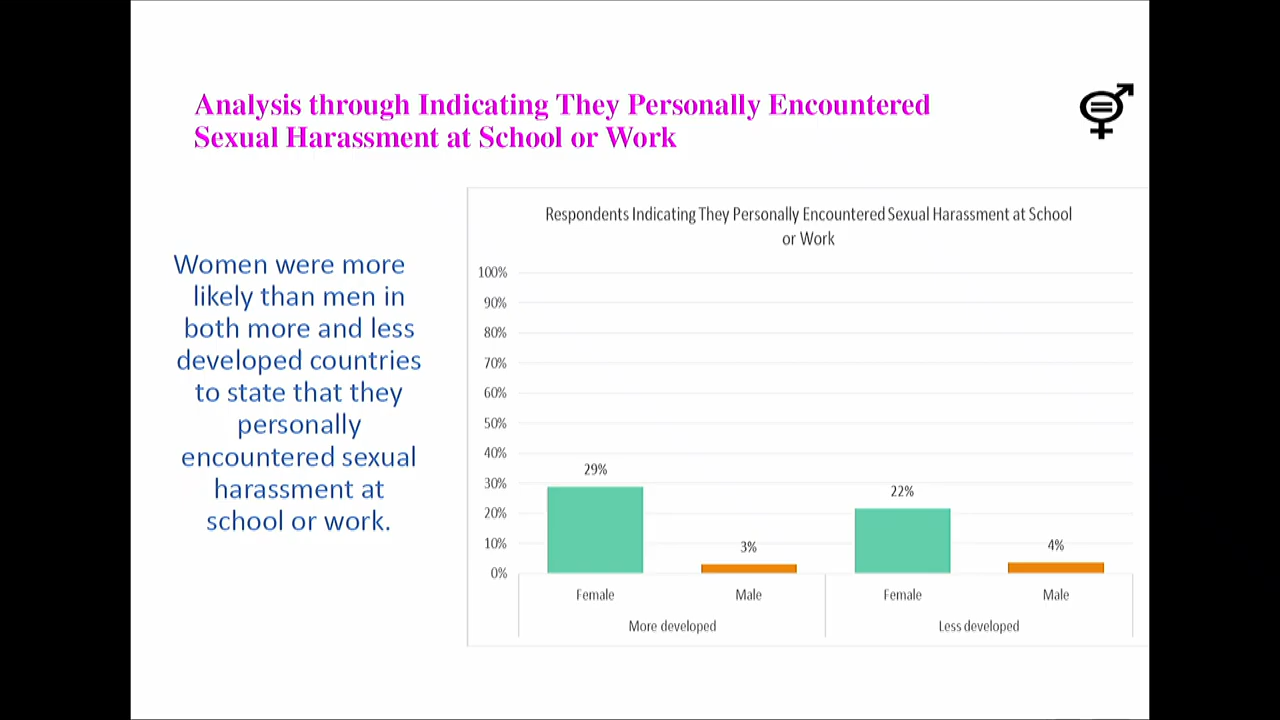 Analysis through Indicating They Personally Encountered
Sexual Harassment at School or Work
Women were more
likely than men in
both more and less
developed countries
to state that they
personally
encountered sexual
harassment at
school or work.
Respondents Indicating They Personally Encountered Sexual Harassment at School
or Work
100%
90%
80%
70%
60%
50%
40%
30%
20%
10%
0%
29%
3%
22%
4%
Female
Male
Female
Male
More developed
Less developed